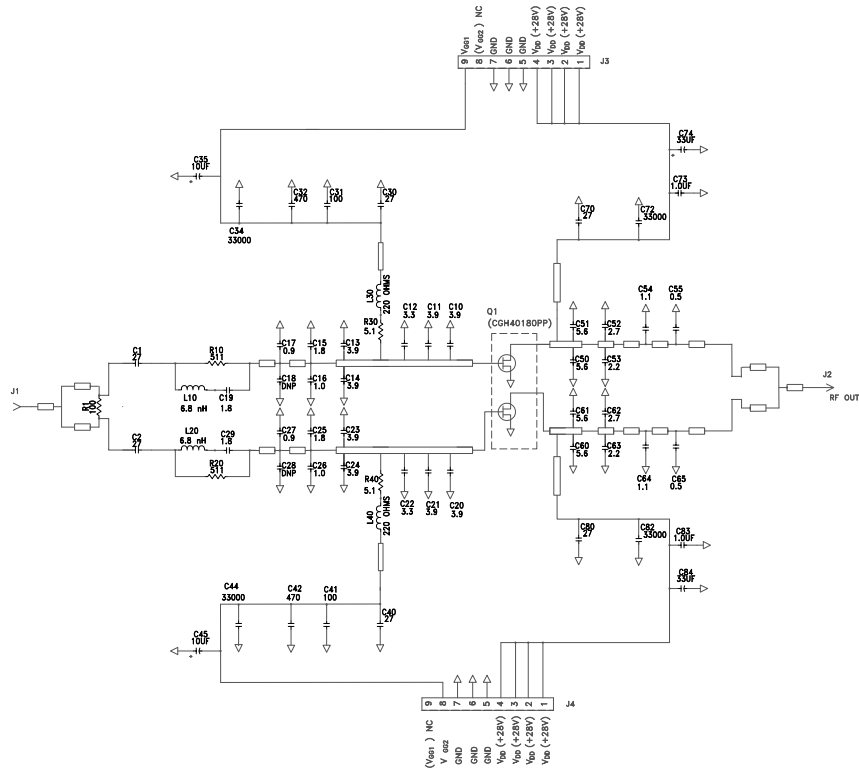 VGG1
(VGG2) NC
GND
GND
GND
VDD (+28V)
VDD (+28V)
VDD (+28V)
VDD (+28V)
9 8 7 6 5 4 3 2 1
J3
C35
10UF
+
C74
33UF
+
C73
1.0UF
C34
33000
C32
470
C31
100
C30
27
C70
27
C72
33000
L30
220 OHMS
R30
5.1
C12
3.3
C11
3.9
C10
3.9
Q1
(CGH40180PP)
C54
1.1
C55
0.5
C17
0.9
C15
1.8
C13
3.9
C51
5.6
C52
2.7
C1
27
R10
511
L10
6.8 nH
C19
1.8
C18
DNP
C16
1.0
C14
3.9
C50
5.6
C53
2.2
J1
R1
100
J2
RF OUT
C2
27
L20
6.8 nH
C29
1.8
R20
511
C27
0.9
C25
1.8
C23
3.9
C61
5.6
C62
2.7
C28
DNP
C26
1.0
C24
3.9
C60
5.6
C63
2.2
R40
5.1
L40
220 OHMS
C22
3.3
C21
3.9
C20
3.9
C64
1.1
C65
0.5
C80
27
C82
33000
C83
1.0UF
C84
33UF
C44
33000
C42
470
C41
100
C40
27
C45
10UF
+
9 8 7 6 5 4 3 2 1
J4
(VGG1) NC
V GG2
GND
GND
GND
VDD (+28V)
VDD (+28V)
VDD (+28V)
VDD (+28V)